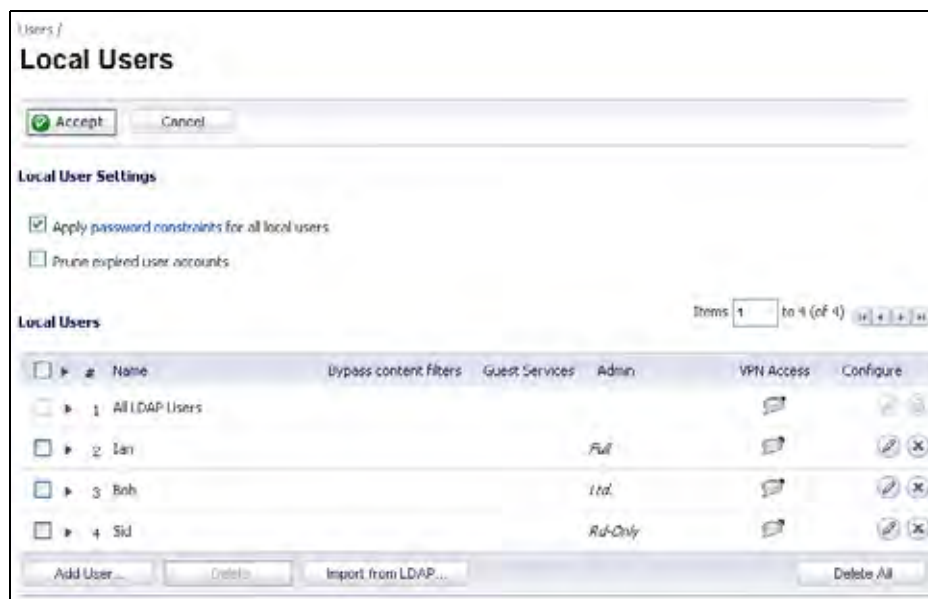 Users /
Local Users
Accept Cancel
Local User Settings
Apply password constraints for all local users
Prune expired user accounts
Local Users Items 1 to 4 (of 4)
# Name Bypass content filters Guest Services Admin VPN Access Configure
1 All LDAP Users
2 Ian Full
3 Bob Ltd.
4 Sid Rd-Only
Add User... Delete Import from LDAP... Delete All